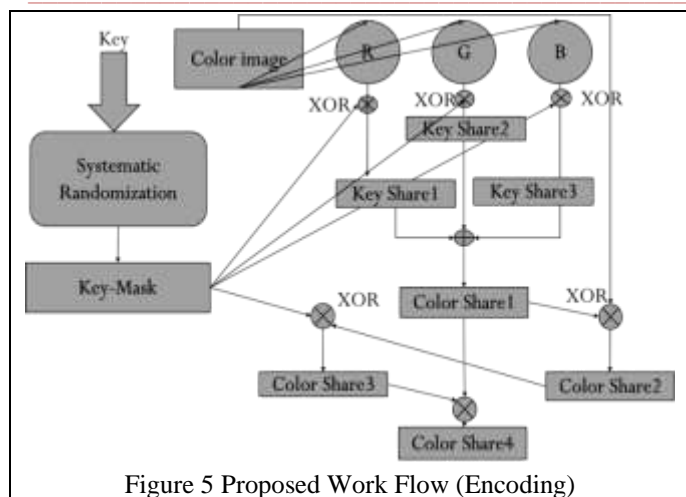 Key
Color image
R
G
B
XOR
XOR
XOR
Key Share2
Systematic
Randomization
Key Share1
Key Share3
Key-Mask
XOR
Color Share1
XOR
Color Share3
Color Share2
Color Share4
Figure 5 Proposed Work Flow (Encoding)